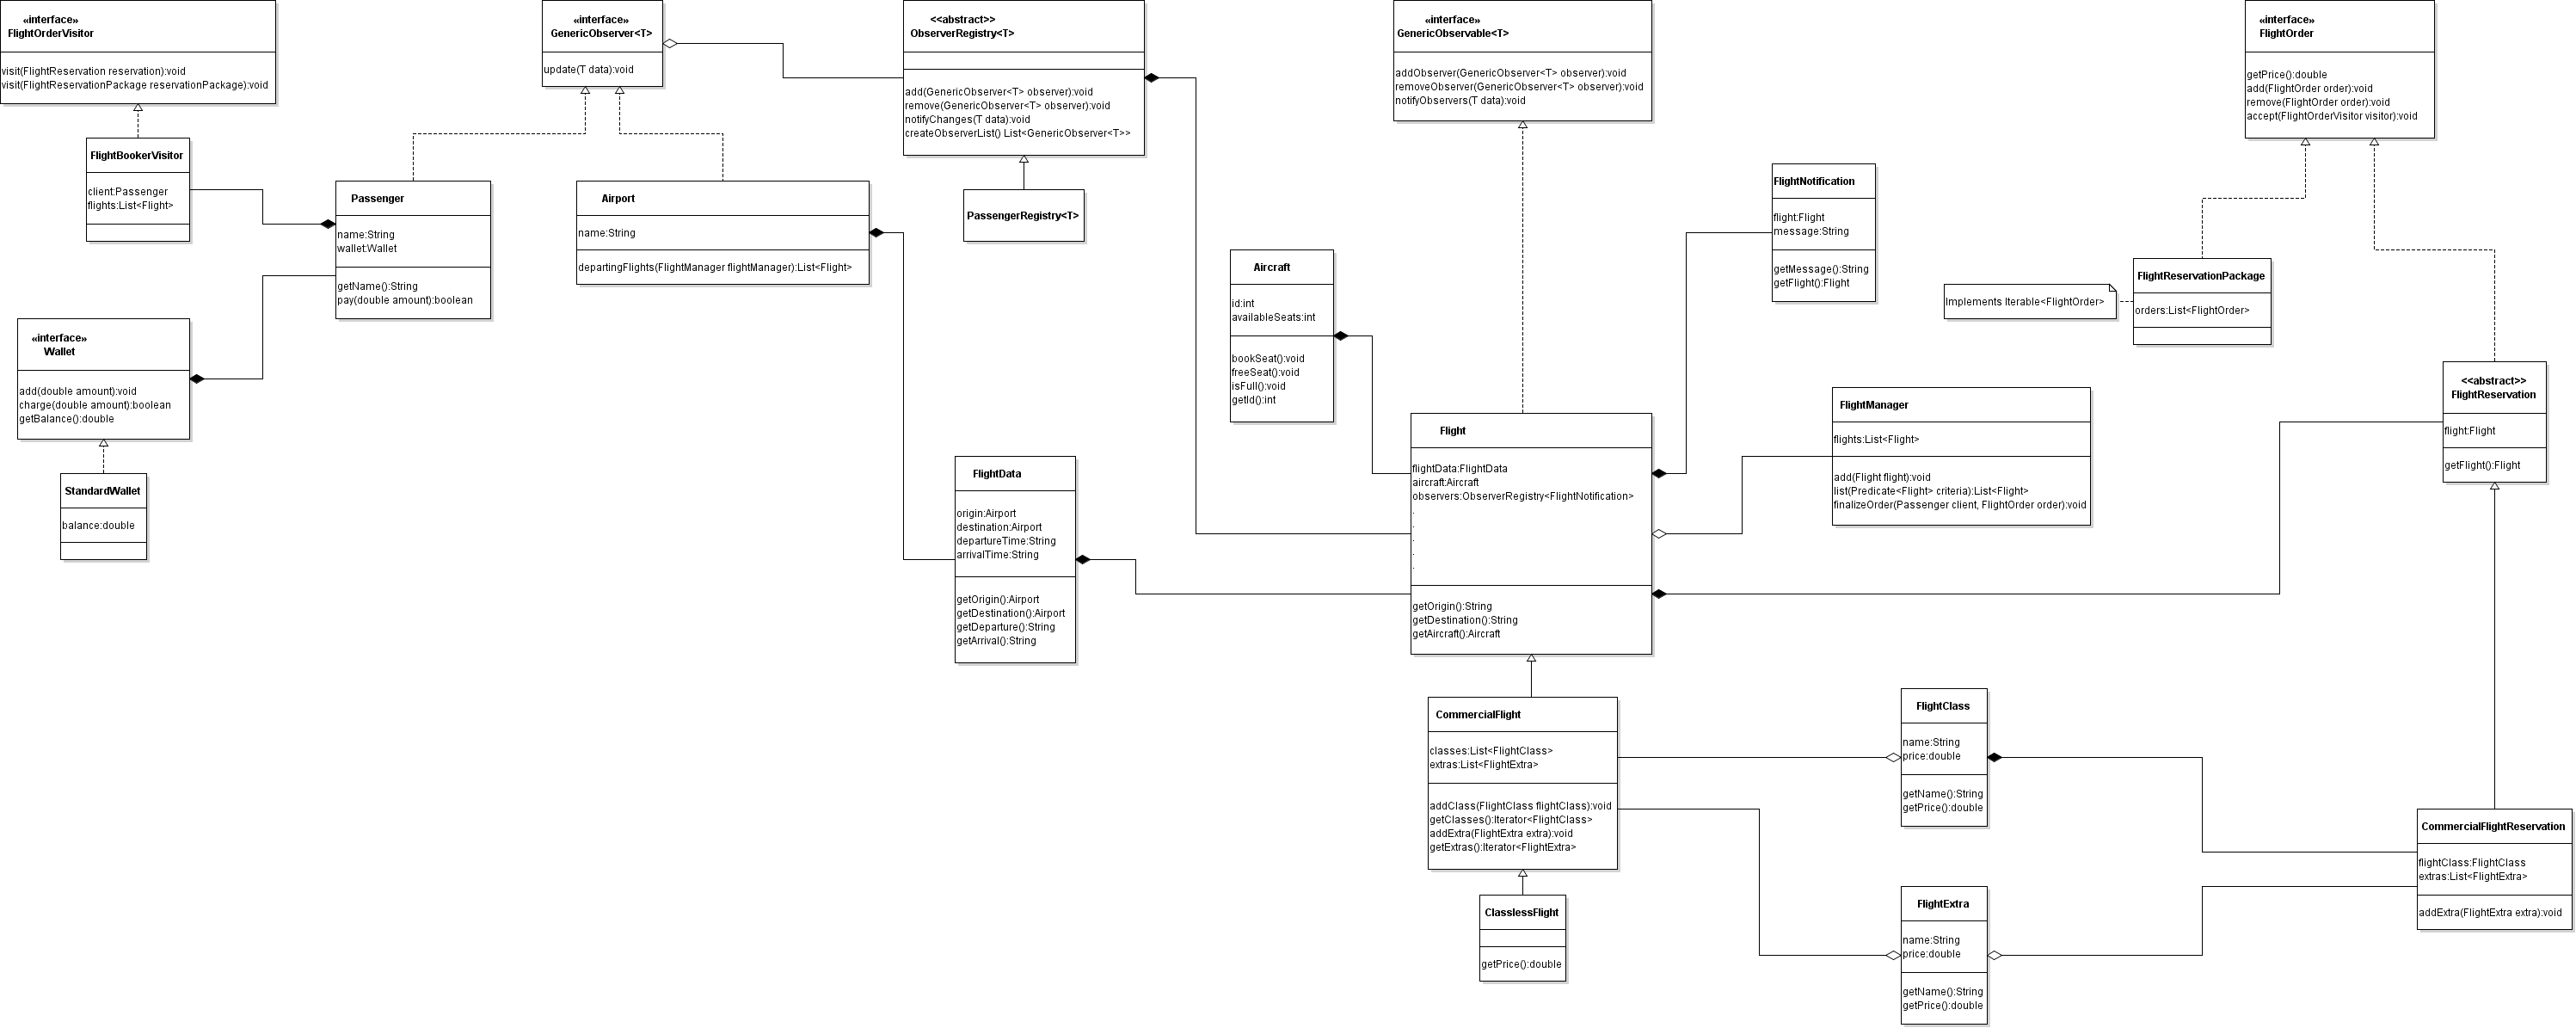 «interface»
FlightOrderVisitor
visit(FlightReservation reservation):void
visit(FlightReservationPackage reservationPackage):void
FlightBookerVisitor
client:Passenger
flights:List<Flight>
«interface»
Wallet
add(double amount):void
charge(double amount):boolean
getBalance():double
StandardWallet
balance:double
Passenger
name:String
wallet:Wallet
getName():String
pay(double amount):boolean
«interface»
GenericObserver<T>
update(T data):void
Airport
name:String
departingFlights(FlightManager flightManager):List<Flight>
<<abstract>>
ObserverRegistry<T>
add(GenericObserver<T> observer):void
remove(GenericObserver<T> observer):void
notifyChanges(T data):void
createObserverList() List<GenericObserver<T>>
PassengerRegistry<T>
FlightData
origin:Airport
destination:Airport
departureTime:String
arrivalTime:String
getOrigin():Airport
getDestination():Airport
getDeparture():String
getArrival():String
Aircraft
id:int
availableSeats:int
bookSeat():void
freeSeat():void
isFull():void
getId():int
«interface»
GenericObservable<T>
addObserver(GenericObserver<T> observer):void
removeObserver(GenericObserver<T> observer):void
notifyObservers(T data):void
Flight
flightData:FlightData
aircraft:Aircraft
observers:ObserverRegistry<FlightNotification>
.
.
.
.
.
getOrigin():String
getDestination():String
getAircraft():Aircraft
CommercialFlight
classes:List<FlightClass>
extras:List<FlightExtra>
addClass(FlightClass flightClass):void
getClasses():Iterator<FlightClass>
addExtra(FlightExtra extra):void
getExtras():Iterator<FlightExtra>
ClasslessFlight
getPrice():double
FlightNotification
flight:Flight
message:String
getMessage():String
getFlight():Flight
FlightManager
flights:List<Flight>
add(Flight flight):void
list(Predicate<Flight> criteria):List<Flight>
finalizeOrder(Passenger client, FlightOrder order):void
FlightClass
name:String
price:double
getName():String
getPrice():double
FlightExtra
name:String
price:double
getName():String
getPrice():double
«interface»
FlightOrder
getPrice():double
add(FlightOrder order):void
remove(FlightOrder order):void
accept(FlightOrderVisitor visitor):void
Implements Iterable<FlightOrder>
FlightReservationPackage
orders:List<FlightOrder>
<<abstract>>
FlightReservation
flight:Flight
getFlight():Flight
CommercialFlightReservation
flightClass:FlightClass
extras:List<FlightExtra>
addExtra(FlightExtra extra):void